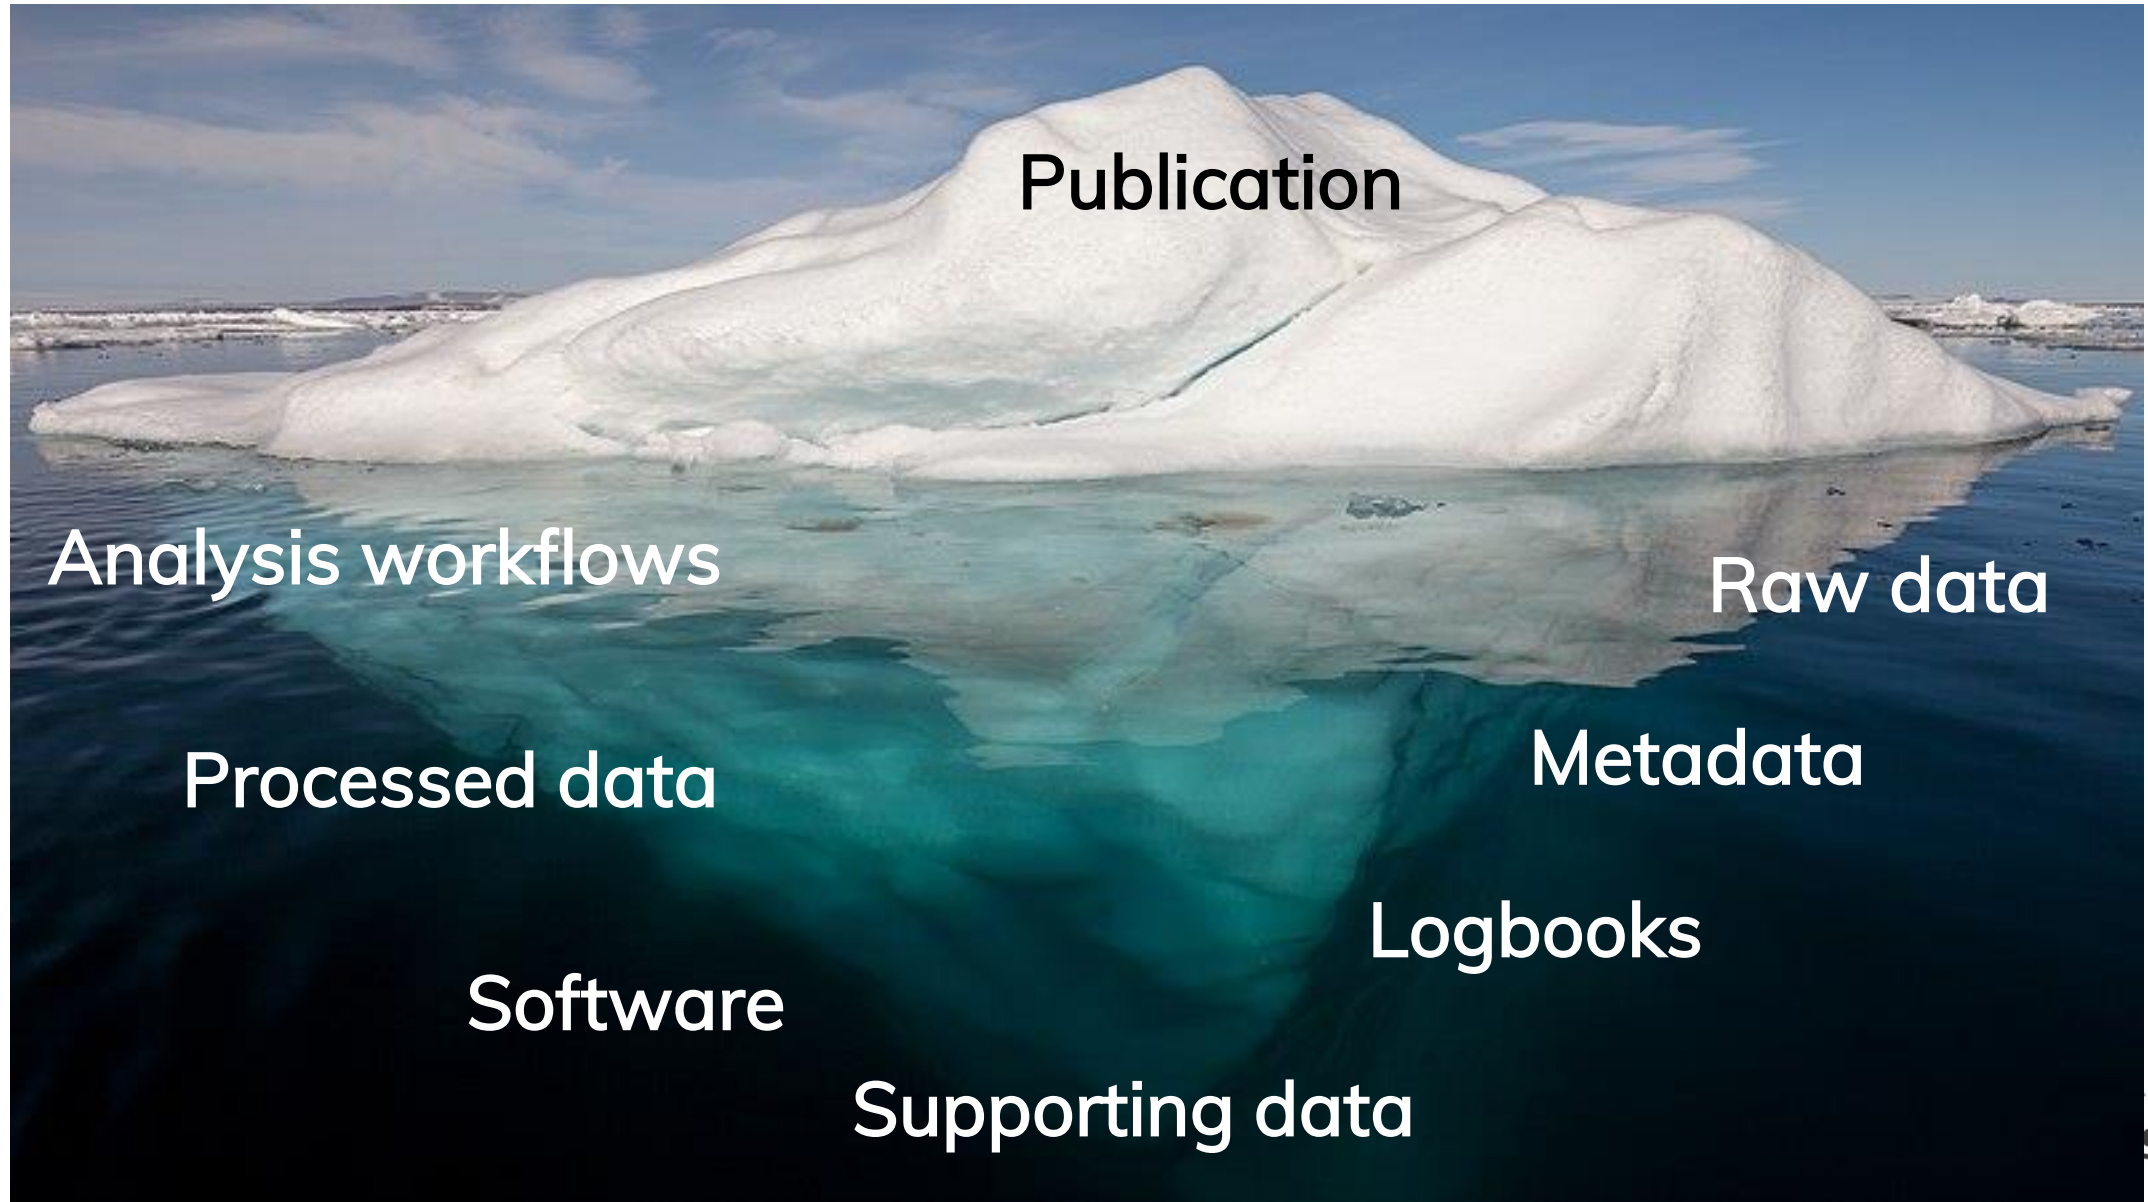 Publication
Analysis workflows
Raw data
Metadata
Processed data
Logbooks
Software
Supporting data